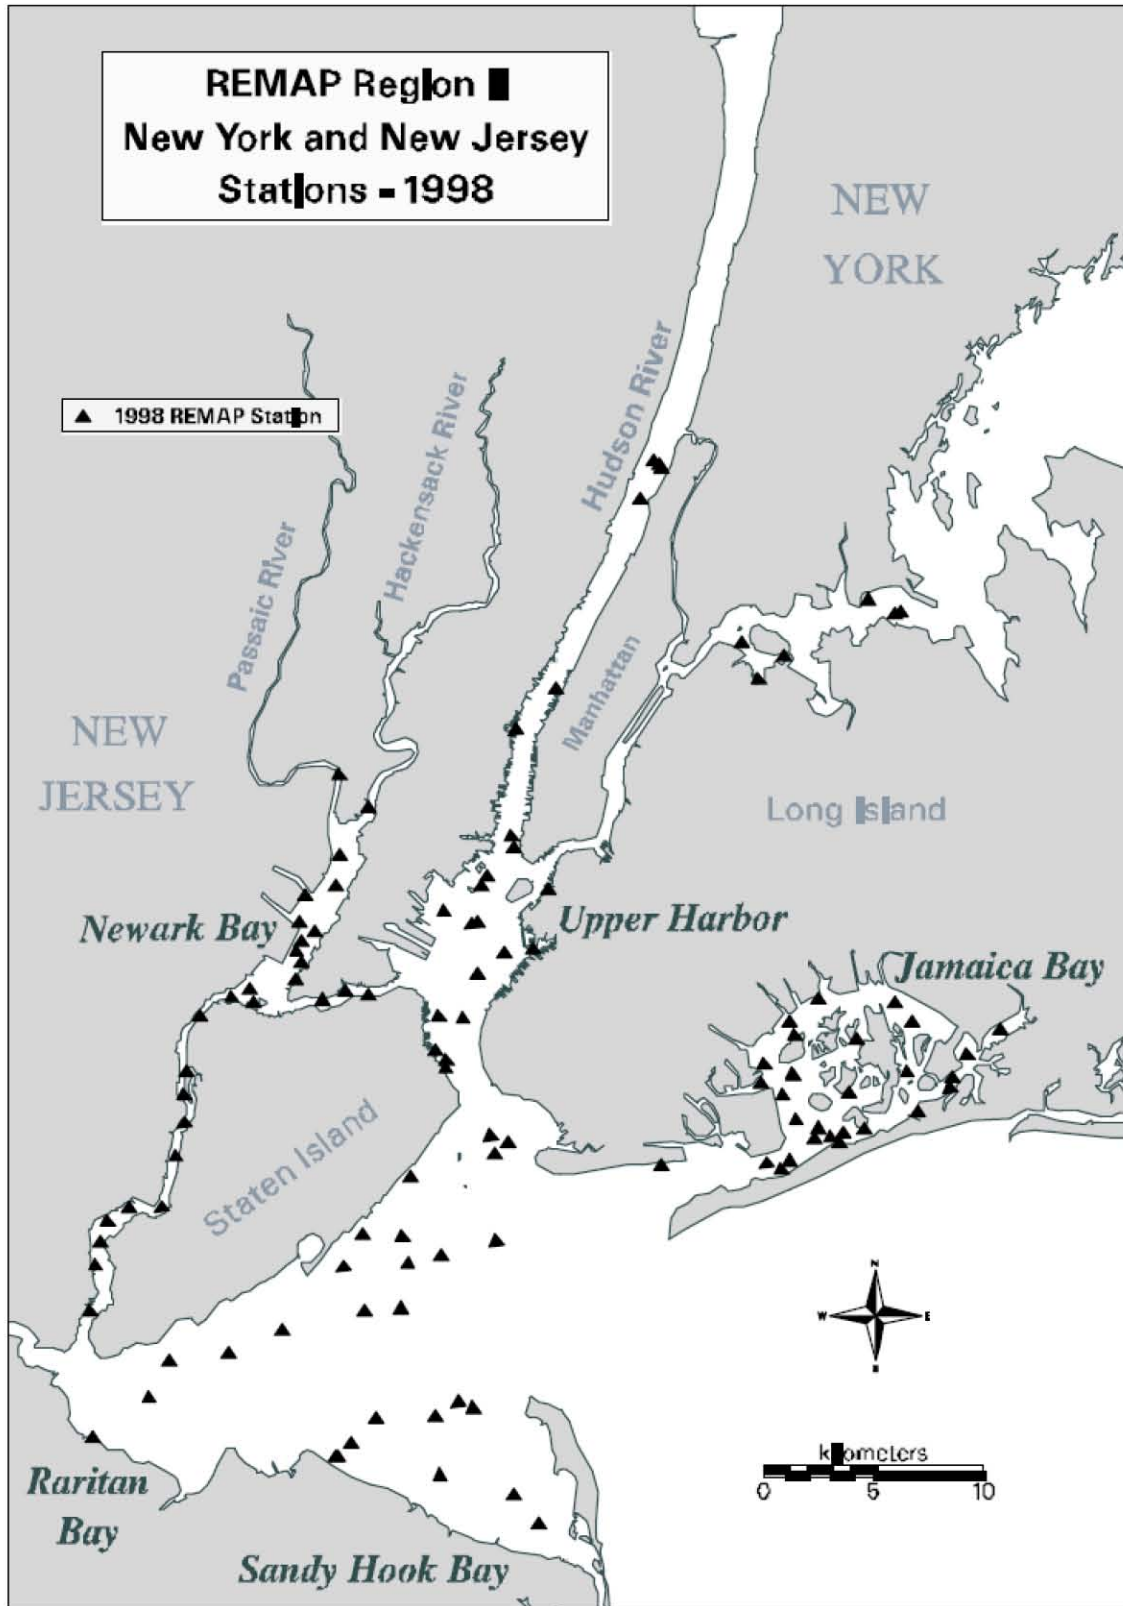 REMAP Region
New York and New Jersey
Stations - 1998
NEW
YORK
1998 REMAP Station
Hudson River
Hackensack River
Passaic River
Manhattan
NEW
JERSEY
Long Island
Newark Bay
Upper Harbor
Jamaica Bay
Staten Island
N
W
E
S
kilometers
0 5 10
Raritan
Bay
Sandy Hook Bay